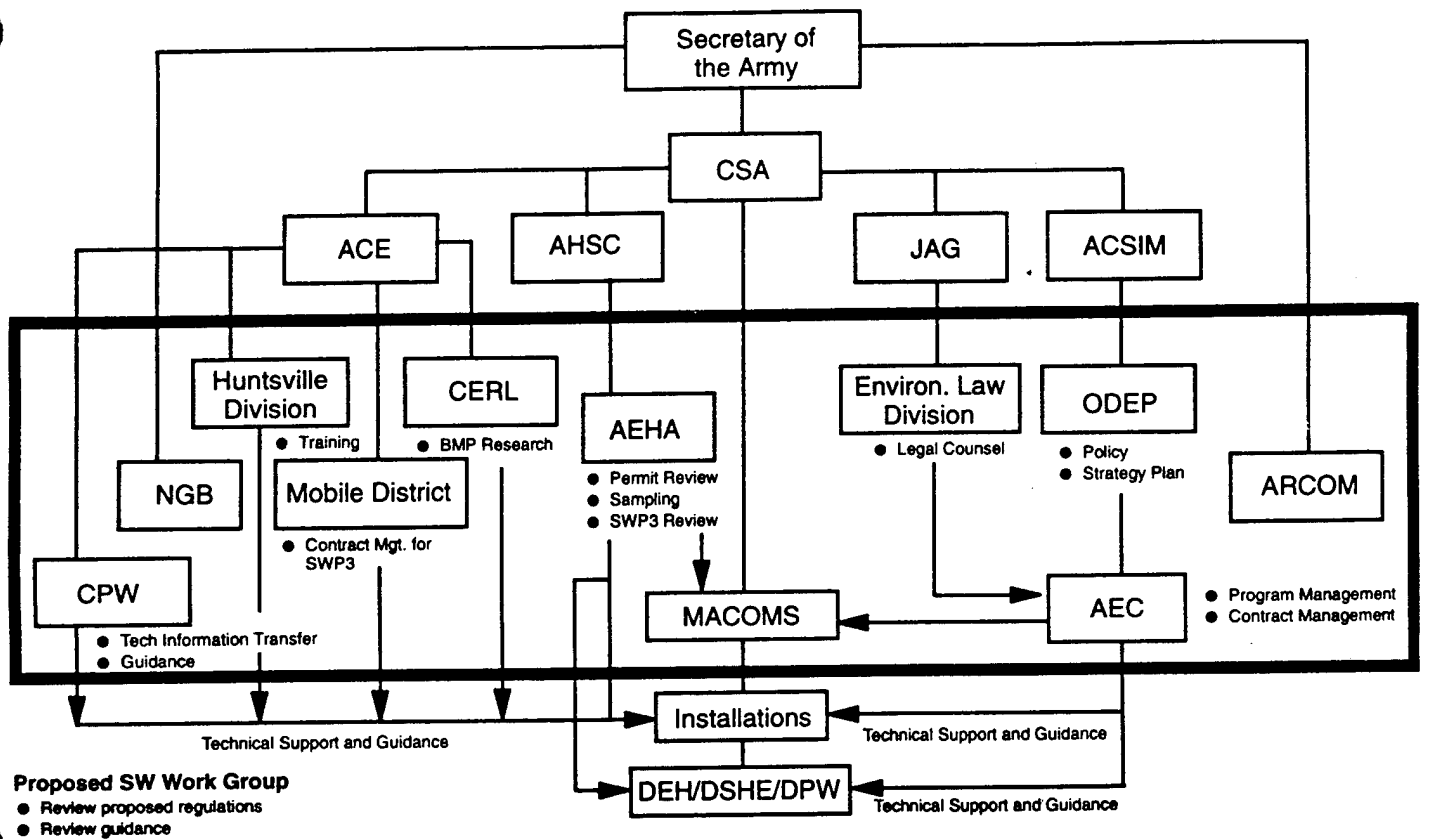 Secretary of
the Army
CSA
ACE
AHSC
JAG
ACSIM
Huntsville
Division
● Training
CERL
● BMP Research
AEHA
● Permit Review
● Sampling
● SWP3 Review
Environ. Law
Division
● Legal Counsel
ODEP
● Policy
● Strategy Plan
NGB
Mobile District
● Contract Mgt. for
SWP3
ARCOM
CPW
● Tech Information Transfer
● Guidance
MACOMS
AEC
● Program Management
● Contract Management
Installations
Technical Support and Guidance
Technical Support and Guidance
DEH/DSHE/DPW
Technical Support and Guidance
Proposed SW Work Group
● Review proposed regulations
● Review guidance